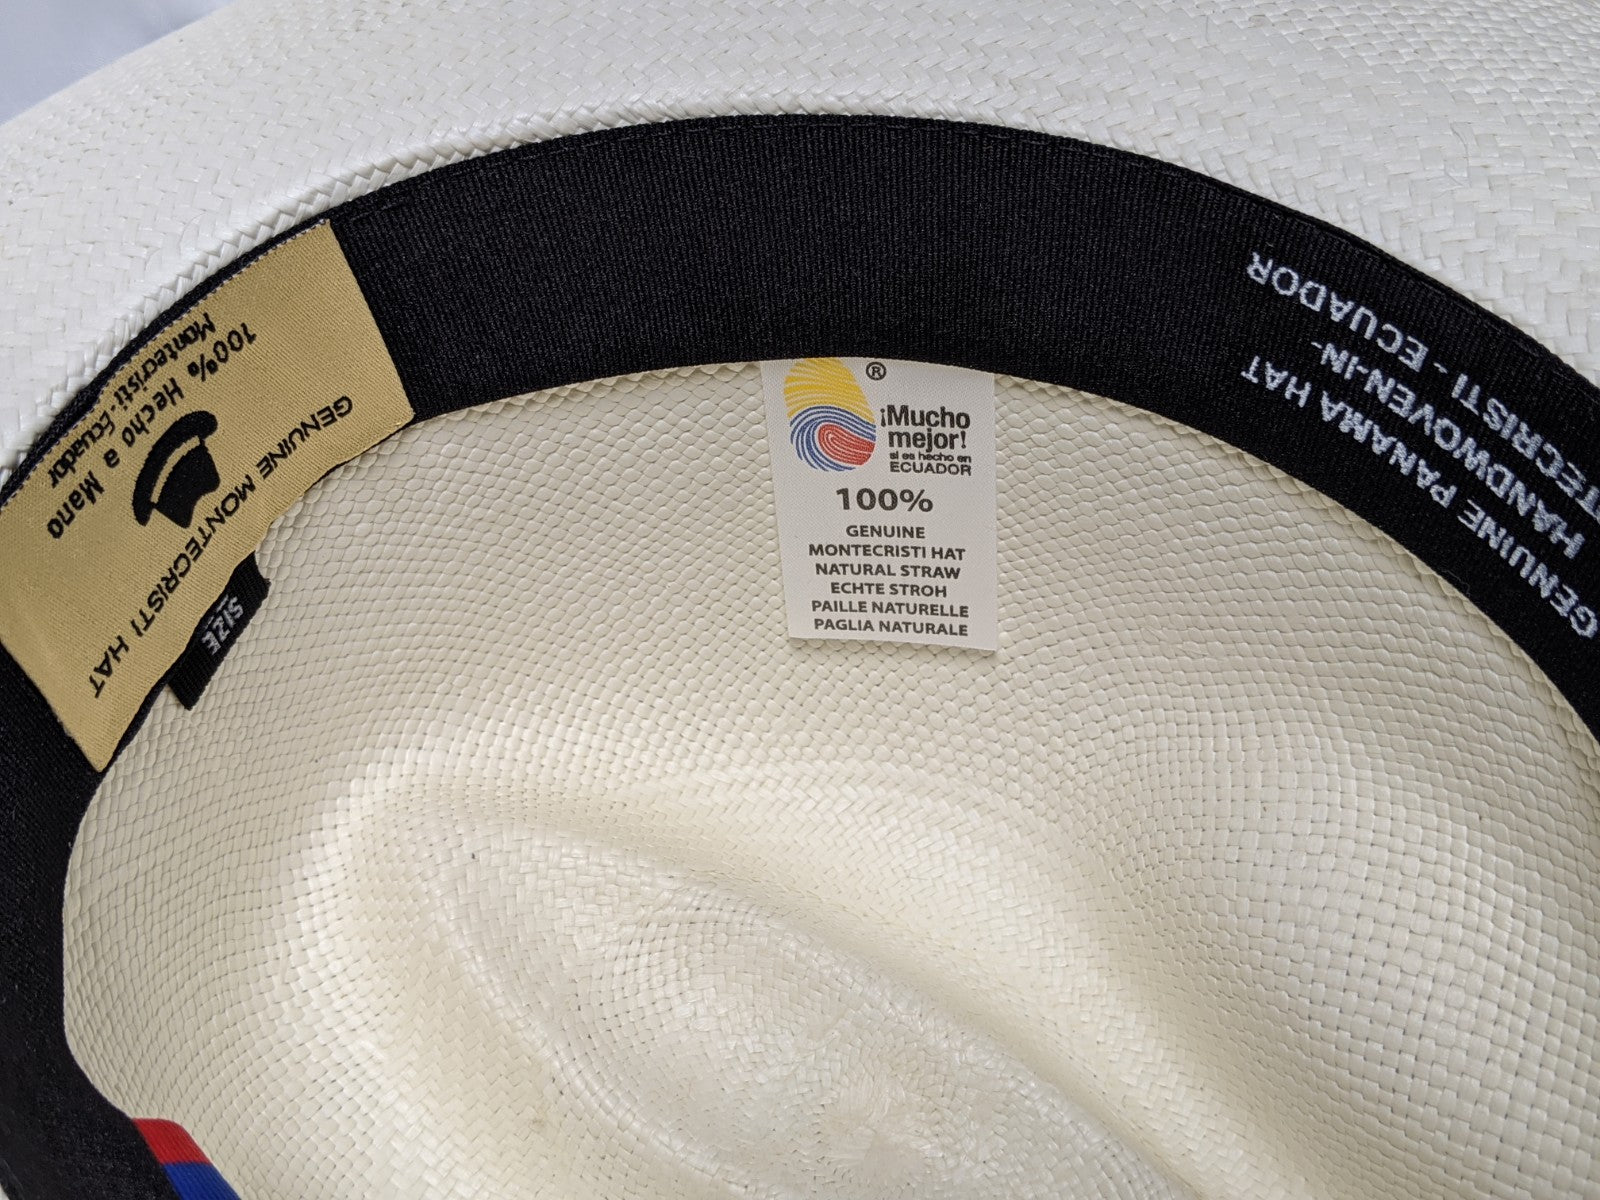 100% Hecho a Mano
Montecristi-Ecuador
GENUINE MONTECRISTI HAT
SIZE
®
¡Mucho
mejor!
si es hecho en
ECUADOR
100%
GENUINE
MONTECRISTI HAT
NATURAL STRAW
ECHTE STROH
PAILLE NATURELLE
PAGLIA NATURALE
GENUINE PANAMA HAT
HANDWOVEN-IN-
TECRISTI - ECUADOR